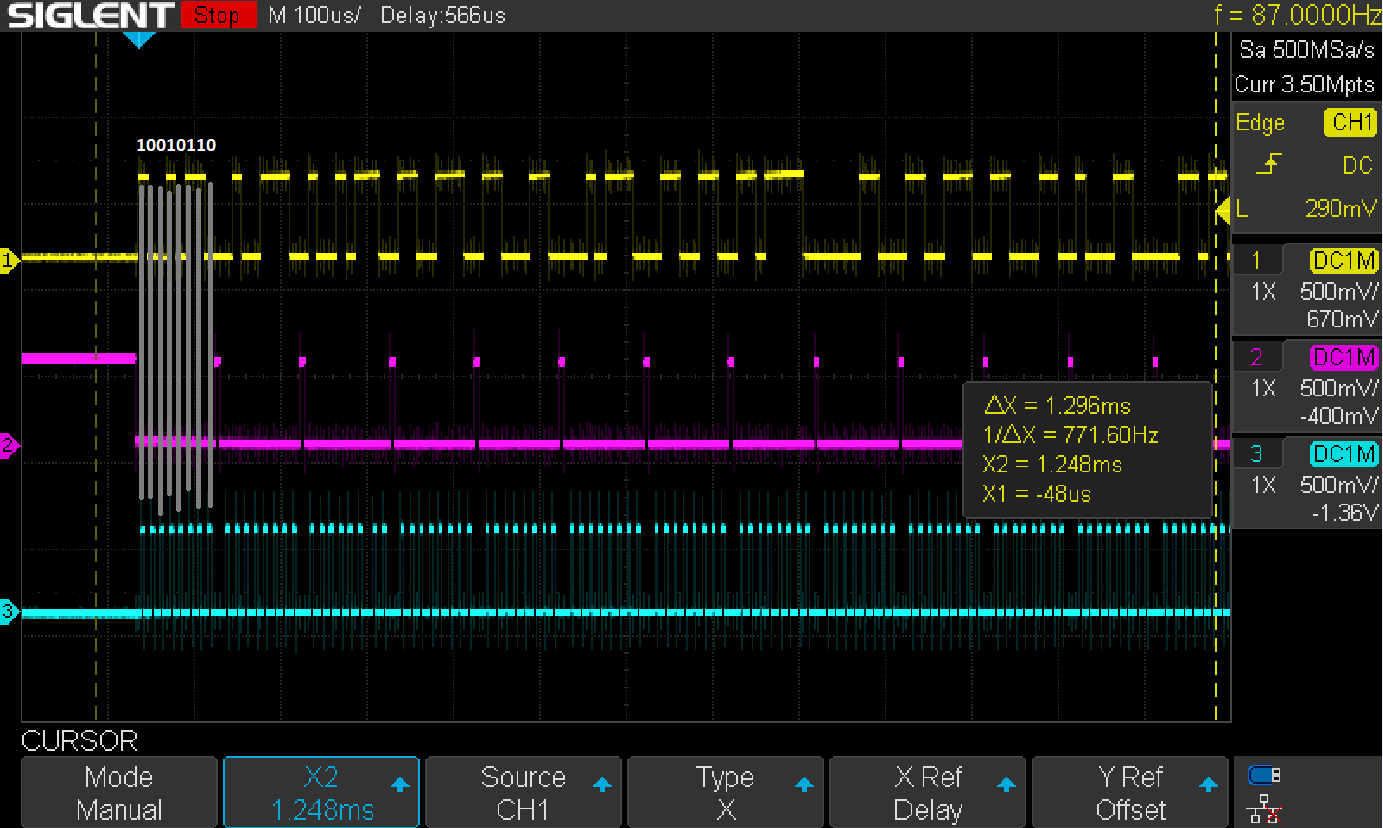 SIGLENT Stop M 100us/ Delay:566us f = 87.0000Hz
Sa 500MSa/s
Curr 3.50Mpts
Edge CH1
DC
L 290mV
10010110
1
2
3
1 DC1M
1X 500mV/
670mV
2 DC1M
1X 500mV/
-400mV
3 DC1M
1X 500mV/
-1.36V
ΔX = 1.296ms
1/ΔX = 771.60Hz
X2 = 1.248ms
X1 = -48us
CURSOR
Mode X2 Source Type X Ref Y Ref
Manual 1.248ms CH1 X Delay Offset